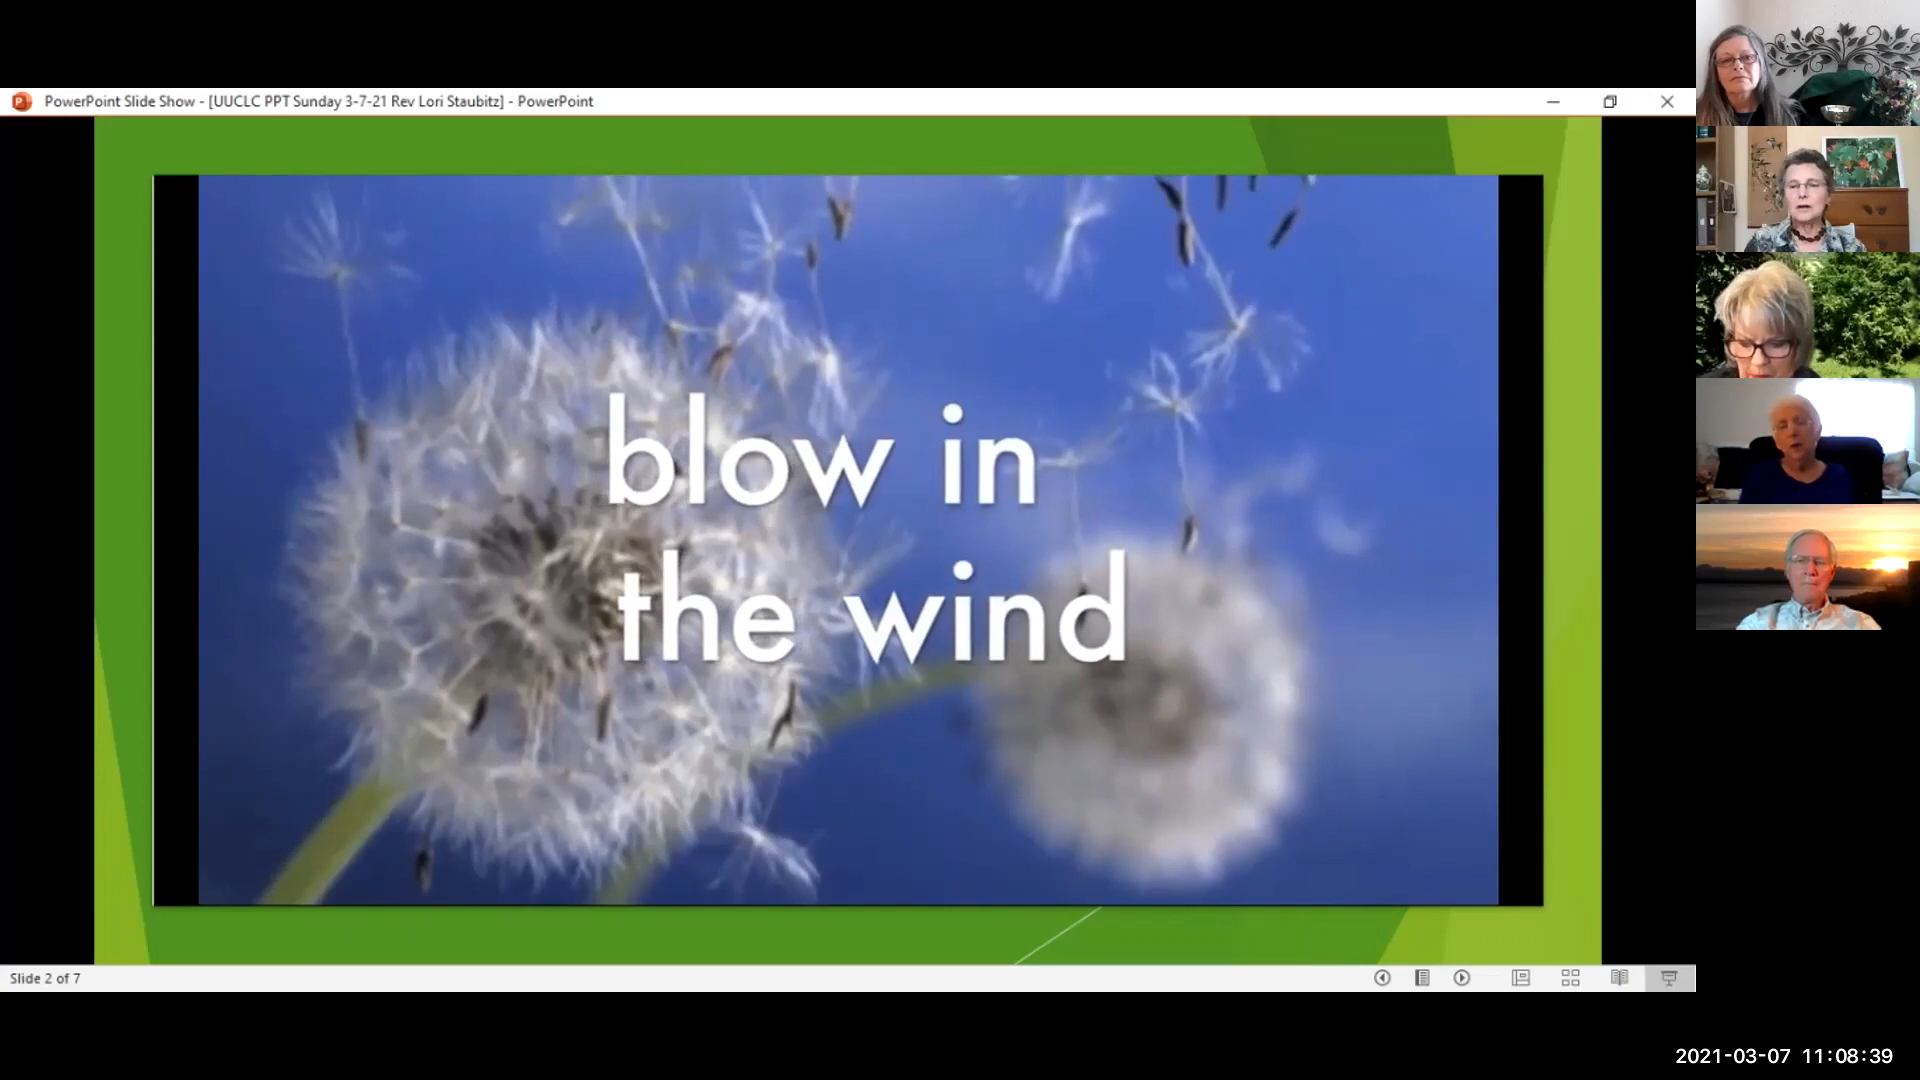 PowerPoint Slide Show - [UUCLC PPT Sunday 3-7-21 Rev Lori Staubitz] - PowerPoint
blow in
the wind
Slide 2 of 7
2021-03-07 11:08:39